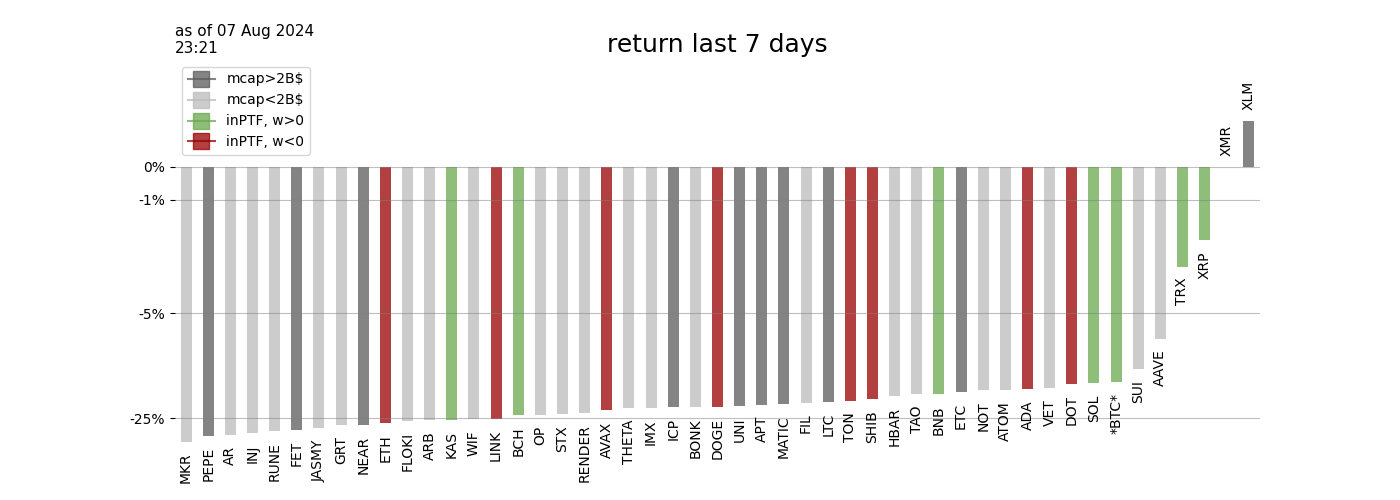 as of 07 Aug 2024
23:21
return last 7 days
mcap>2B$
mcap<2B$
inPTF, w>0
inPTF, w<0
0%
-1%
-5%
-25%
MKR
PEPE
AR
INJ
RUNE
FET
JASMY
GRT
NEAR
ETH
FLOKI
ARB
KAS
WIF
LINK
BCH
OP
STX
RENDER
AVAX
THETA
IMX
ICP
BONK
DOGE
UNI
APT
MATIC
FIL
LTC
TON
SHIB
HBAR
TAO
BNB
ETC
NOT
ATOM
ADA
VET
DOT
SOL
*BTC*
SUI
AAVE
TRX
XRP
XMR
XLM